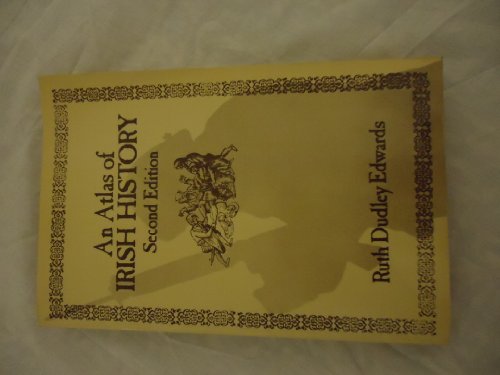 An Atlas of
IRISH HISTORY
Second Edition
Ruth Dudley Edwards